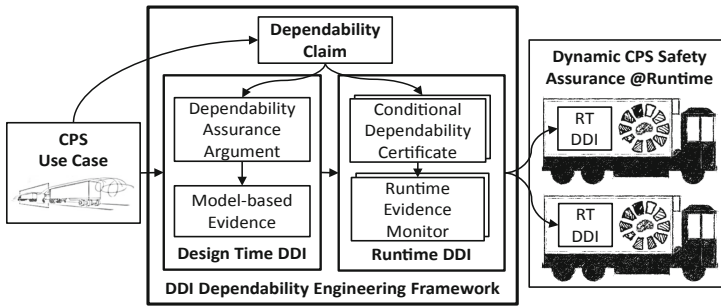 Dependability
Claim
Dynamic CPS Safety
Assurance @Runtime
CPS
Use Case
Dependability
Assurance
Argument
Model-based
Evidence
Design Time DDI
Conditional
Dependability
Certificate
Runtime
Evidence
Monitor
Runtime DDI
DDI Dependability Engineering Framework
RT
DDI
RT
DDI